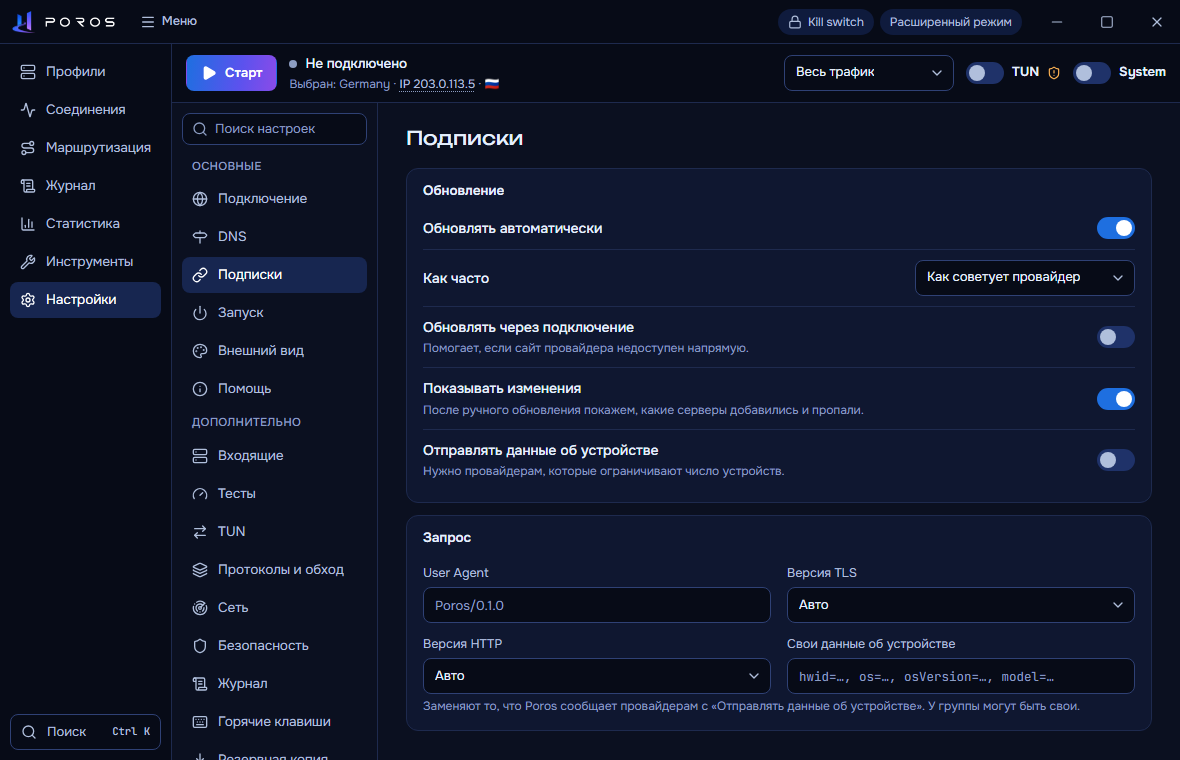 POROS
Меню
Kill switch
Расширенный режим
Профили
Соединения
Маршрутизация
Журнал
Статистика
Инструменты
Настройки
Поиск
Ctrl K
Старт
Не подключено
Выбран: Germany · IP 203.0.113.5 ·
Весь трафик
TUN
System
Поиск настроек
ОСНОВНЫЕ
Подключение
DNS
Подписки
Запуск
Внешний вид
Помощь
ДОПОЛНИТЕЛЬНО
Входящие
Тесты
TUN
Протоколы и обход
Сеть
Безопасность
Журнал
Горячие клавиши
Резервная копия
Подписки
Обновление
Обновлять автоматически
Как часто
Как советует провайдер
Обновлять через подключение
Помогает, если сайт провайдера недоступен напрямую.
Показывать изменения
После ручного обновления покажем, какие серверы добавились и пропали.
Отправлять данные об устройстве
Нужно провайдерам, которые ограничивают число устройств.
Запрос
User Agent
Poros/0.1.0
Версия TLS
Авто
Версия HTTP
Авто
Свои данные об устройстве
hwid=…, os=…, osVersion=…, model=…
Заменяют то, что Poros сообщает провайдерам с «Отправлять данные об устройстве». У группы могут быть свои.